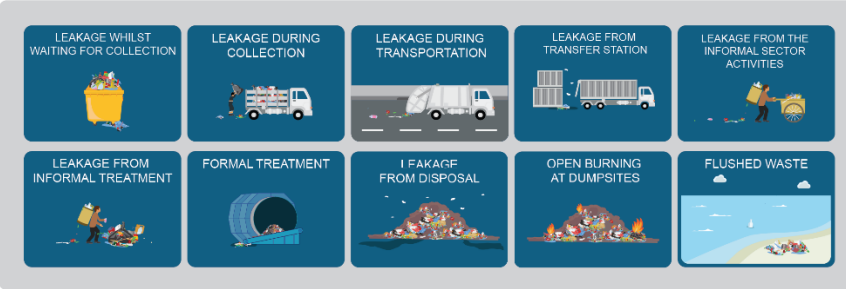 LEAKAGE WHILST
WAITING FOR COLLECTION
LEAKAGE DURING
COLLECTION
LEAKAGE DURING
TRANSPORTATION
LEAKAGE FROM
TRANSFER STATION
LEAKAGE FROM THE
INFORMAL SECTOR
ACTIVITIES
LEAKAGE FROM
INFORMAL TREATMENT
FORMAL TREATMENT
LEAKAGE
FROM DISPOSAL
OPEN BURNING
AT DUMPSITES
FLUSHED WASTE